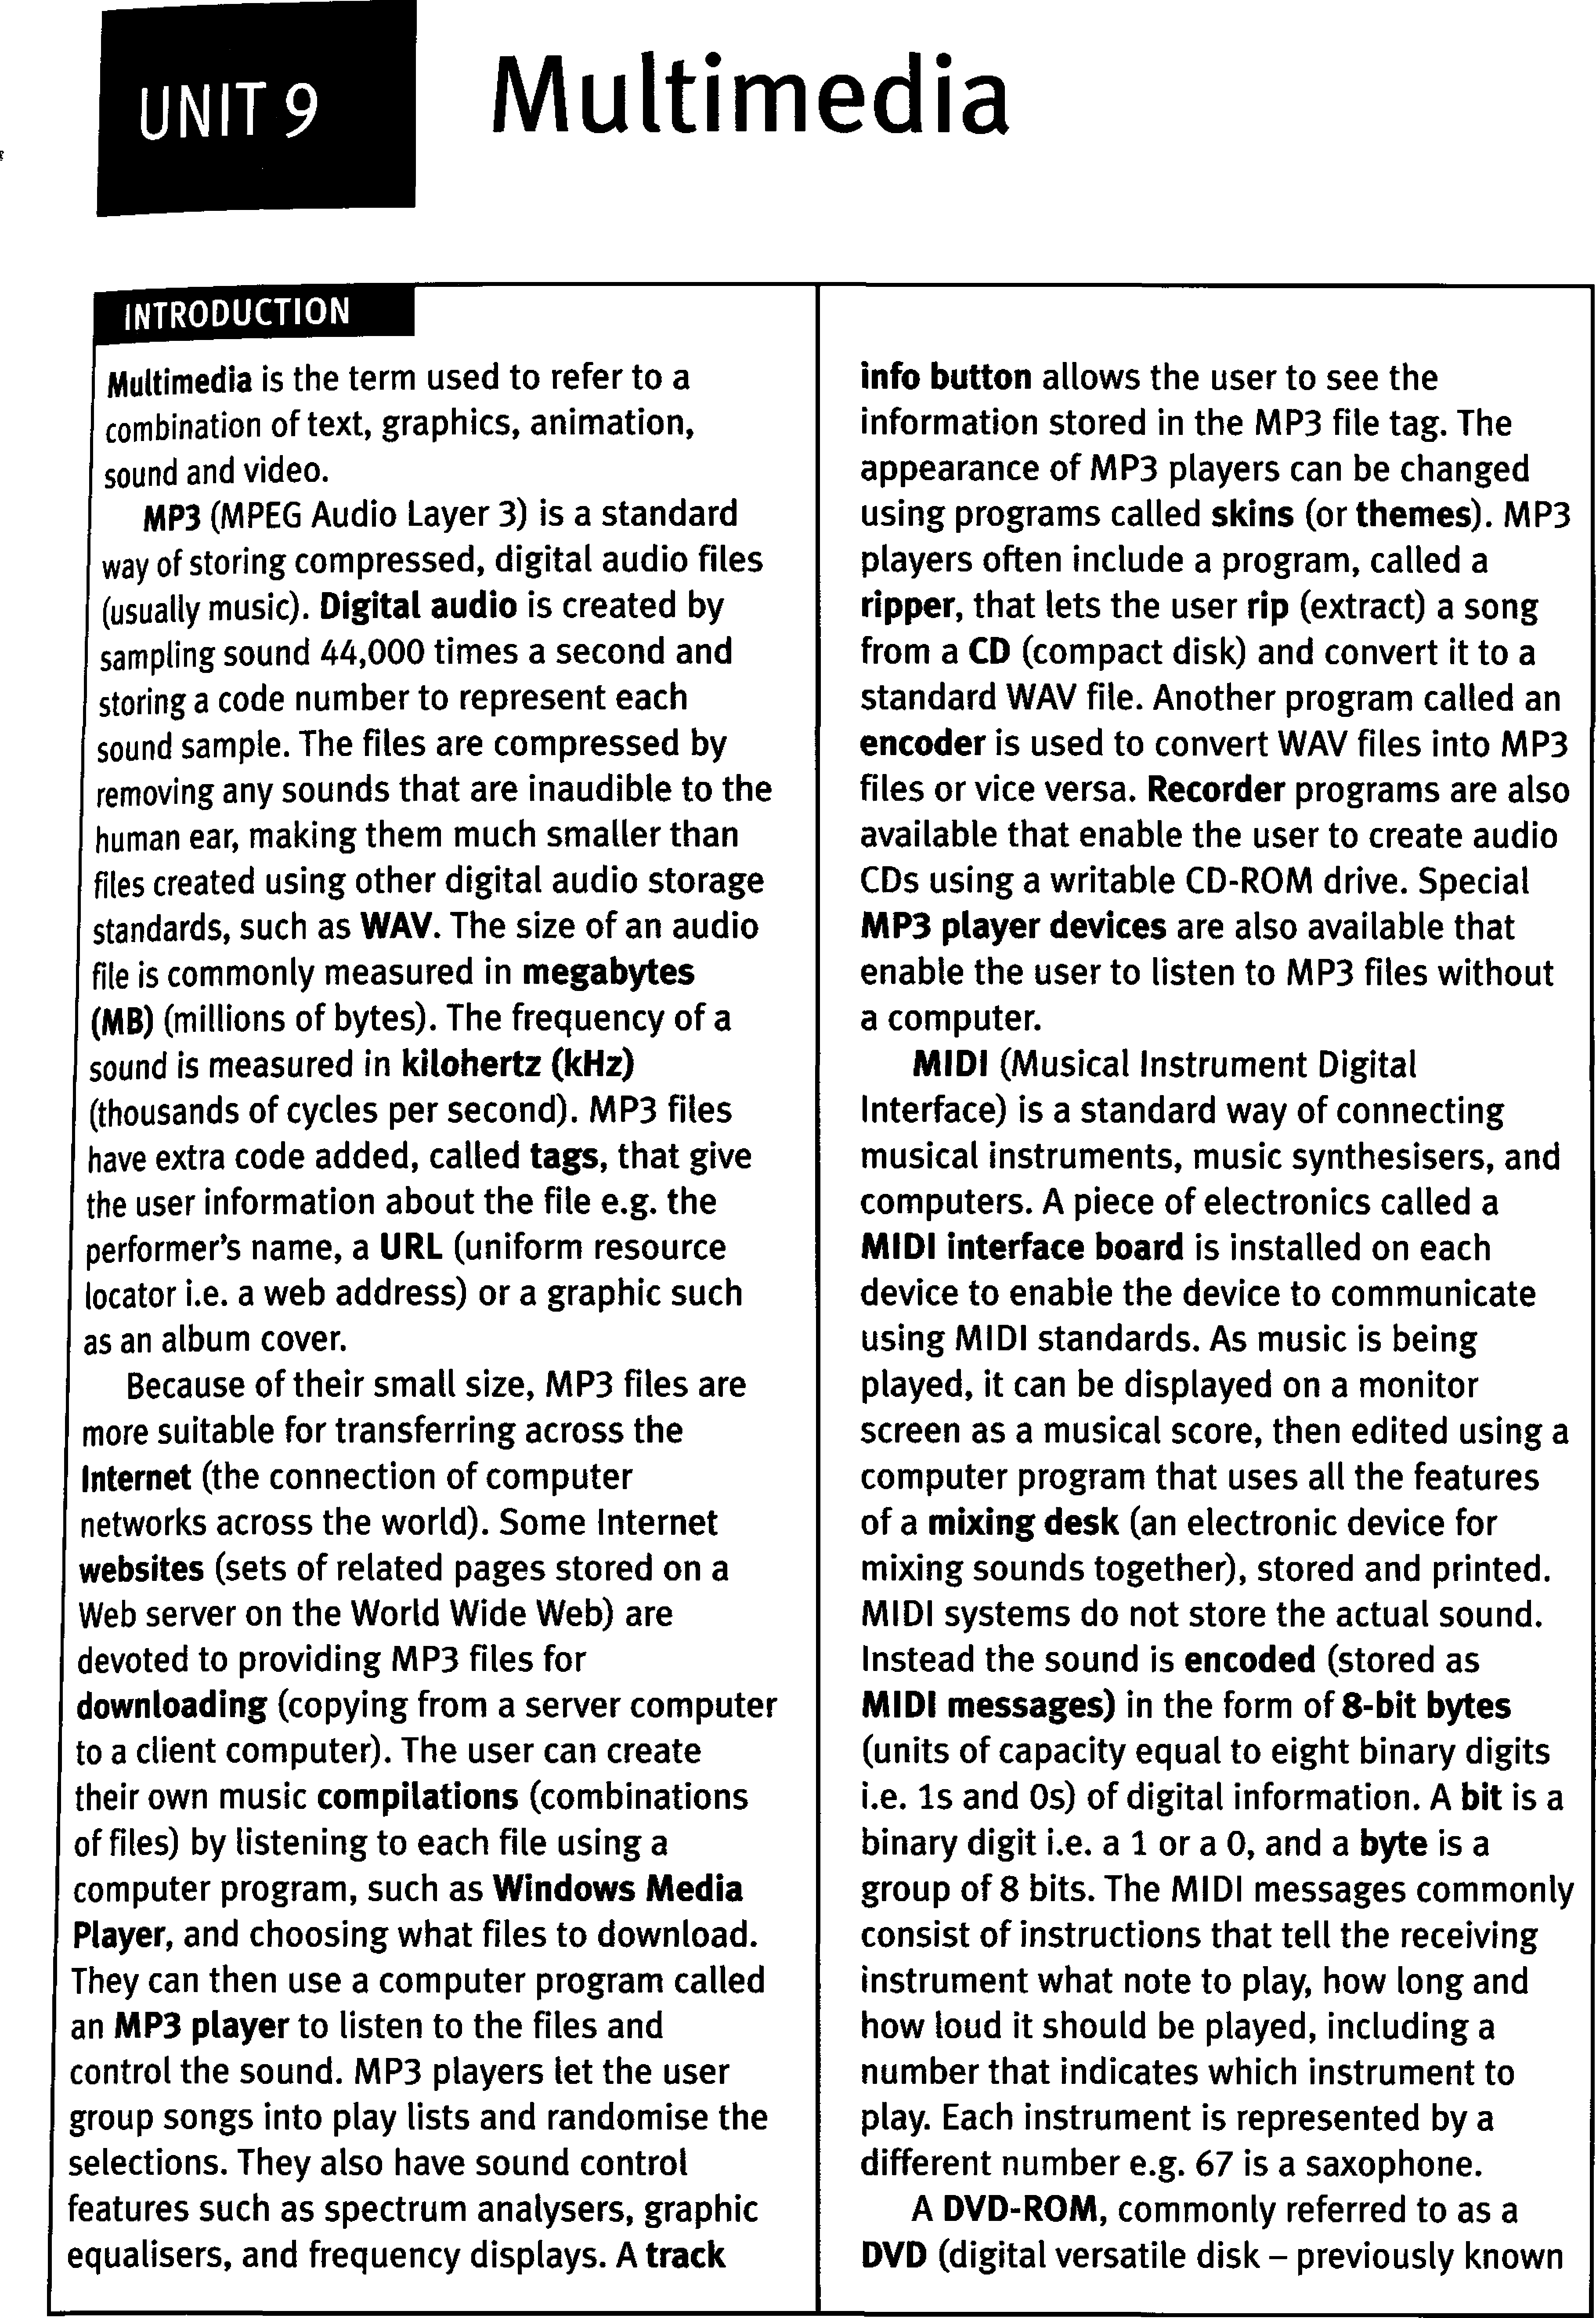 UNIT 9
Multimedia
INTRODUCTION
Multimedia is the term used to refer to a
combination of text, graphics, animation,
sound and video.
MP3 (MPEG Audio Layer 3) is a standard
way of storing compressed, digital audio files
(usually music). Digital audio is created by
sampling sound 44,000 times a second and
storing a code number to represent each
sound sample. The files are compressed by
removing any sounds that are inaudible to the
human ear, making them much smaller than
files created using other digital audio storage
standards, such as WAV. The size of an audio
file is commonly measured in megabytes
(MB) (millions of bytes). The frequency of a
sound is measured in kilohertz (kHz)
(thousands of cycles per second). MP3 files
have extra code added, called tags, that give
the user information about the file e.g. the
performer's name, a URL (uniform resource
locator i.e. a web address) or a graphic such
as an album cover.
Because of their small size, MP3 files are
more suitable for transferring across the
Internet (the connection of computer
networks across the world). Some Internet
websites (sets of related pages stored on a
Web server on the World Wide Web) are
devoted to providing MP3 files for
downloading (copying from a server computer
to a client computer). The user can create
their own music compilations (combinations
of files) by listening to each file using a
computer program, such as Windows Media
Player, and choosing what files to download.
They can then use a computer program called
an MP3 player to listen to the files and
control the sound. MP3 players let the user
group songs into play lists and randomise the
selections. They also have sound control
features such as spectrum analysers, graphic
equalisers, and frequency displays. A track
info button allows the user to see the
information stored in the MP3 file tag. The
appearance of MP3 players can be changed
using programs called skins (or themes). MP3
players often include a program, called a
ripper, that lets the user rip (extract) a song
from a CD (compact disk) and convert it to a
standard WAV file. Another program called an
encoder is used to convert WAV files into MP3
files or vice versa. Recorder programs are also
available that enable the user to create audio
CDs using a writable CD-ROM drive. Special
MP3 player devices are also available that
enable the user to listen to MP3 files without
a computer.
MIDI (Musical Instrument Digital
Interface) is a standard way of connecting
musical instruments, music synthesisers, and
computers. A piece of electronics called a
MIDI interface board is installed on each
device to enable the device to communicate
using MIDI standards. As music is being
played, it can be displayed on a monitor
screen as a musical score, then edited using a
computer program that uses all the features
of a mixing desk (an electronic device for
mixing sounds together), stored and printed.
MIDI systems do not store the actual sound.
Instead the sound is encoded (stored as
MIDI messages) in the form of 8-bit bytes
(units of capacity equal to eight binary digits
i.e. 1s and 0s) of digital information. A bit is a
binary digit i.e. a 1 or a 0, and a byte is a
group of 8 bits. The MIDI messages commonly
consist of instructions that tell the receiving
instrument what note to play, how long and
how loud it should be played, including a
number that indicates which instrument to
play. Each instrument is represented by a
different number e.g. 67 is a saxophone.
A DVD-ROM, commonly referred to as a
DVD (digital versatile disk – previously known